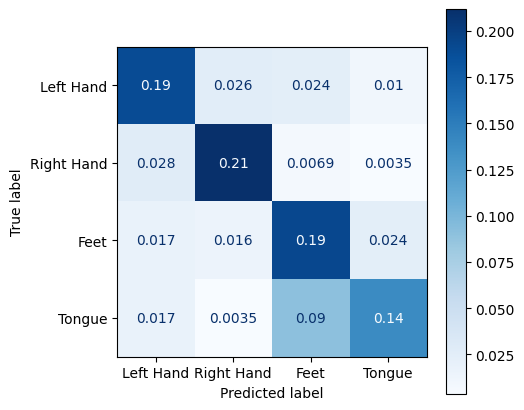 Left Hand 0.19 0.026 0.024 0.01
Right Hand 0.028 0.21 0.0069 0.0035
Feet 0.017 0.016 0.19 0.024
Tongue 0.017 0.0035 0.09 0.14
Left Hand Right Hand Feet Tongue
Predicted label
True label
0.200
0.175
0.150
0.125
0.100
0.075
0.050
0.025